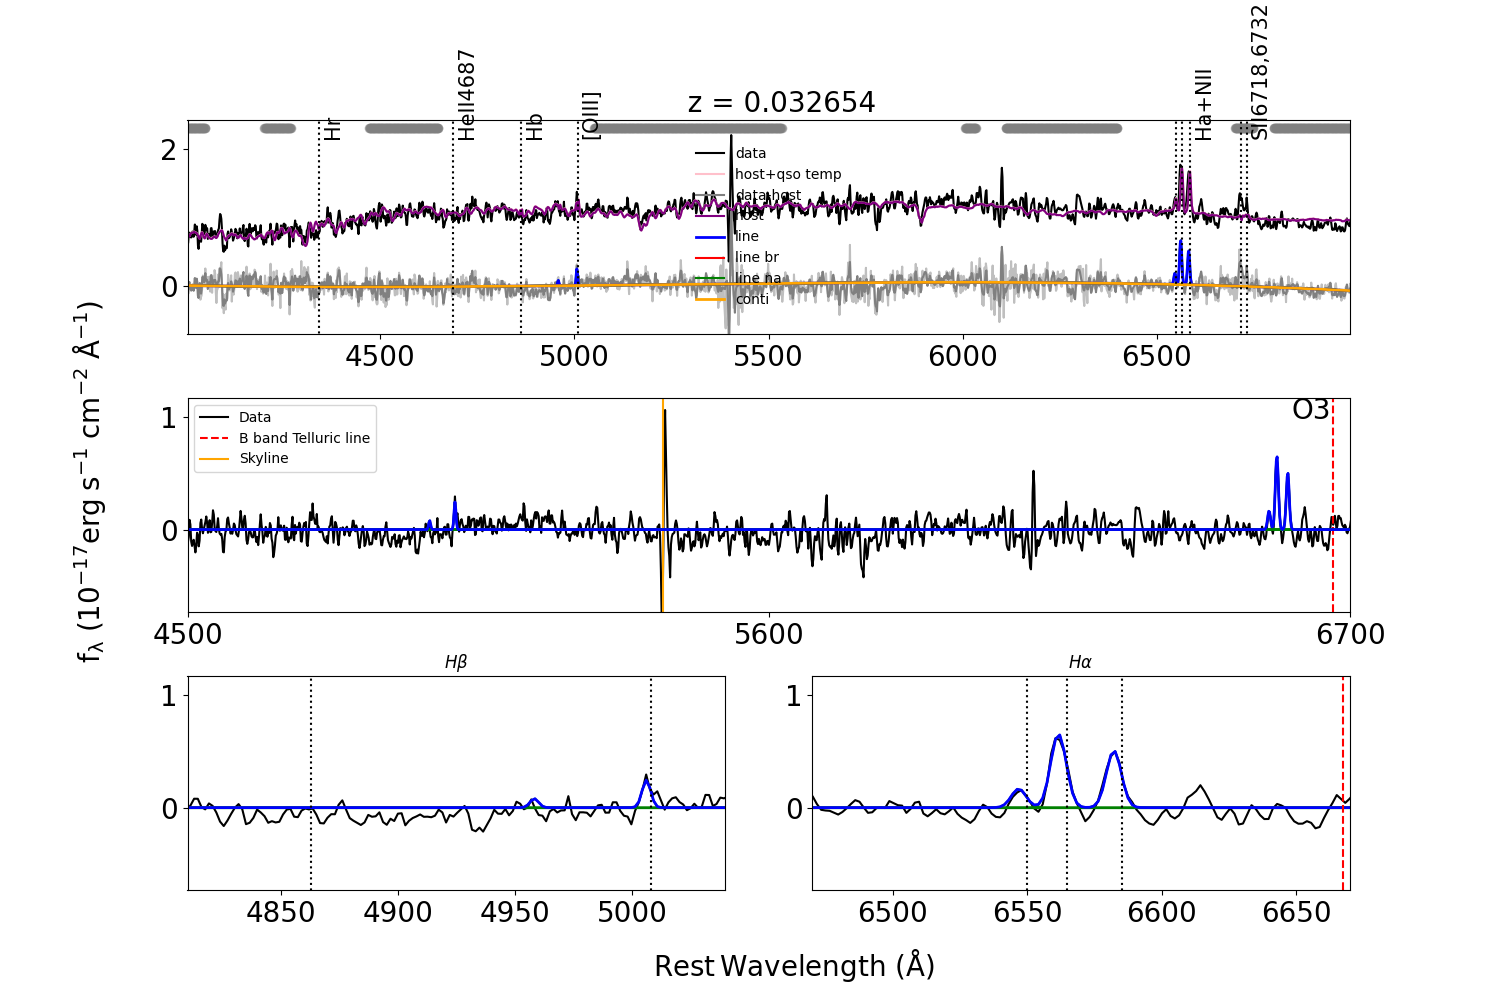 z = 0.032654
Hr
HeII4687
Hb
[OIII]
Ha+NII
SII6718,6732
2
0
data
host+qso temp
data-host
host
line
line br
line na
conti
4500 5000 5500 6000 6500
fλ (10⁻¹⁷erg s⁻¹ cm⁻² Å⁻¹)
1
0
Data
B band Telluric line
Skyline
O3
4500 5600 6700
Hβ
1
0
4850 4900 4950 5000
Hα
1
0
6500 6550 6600 6650
Rest Wavelength (Å)